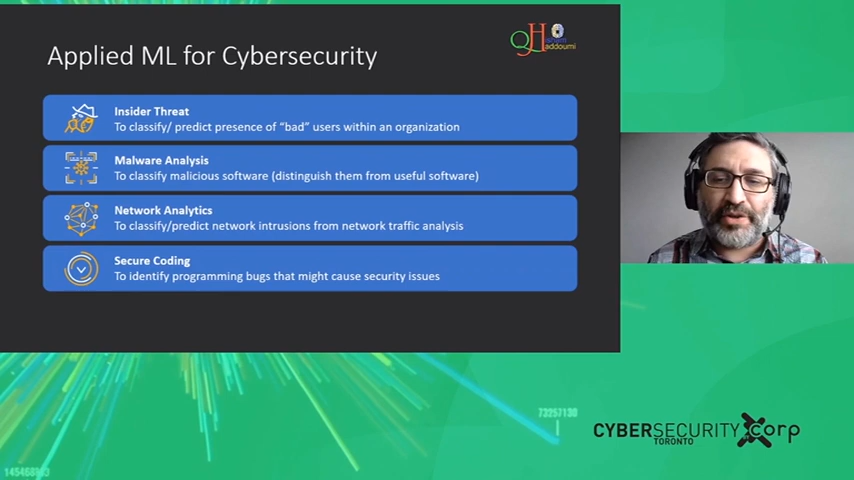 Applied ML for Cybersecurity
QHaddoumi
Insider Threat
To classify/ predict presence of “bad” users within an organization
Malware Analysis
To classify malicious software (distinguish them from useful software)
Network Analytics
To classify/predict network intrusions from network traffic analysis
Secure Coding
To identify programming bugs that might cause security issues
73257130
CYBERSECURITY Xcorp
TORONTO